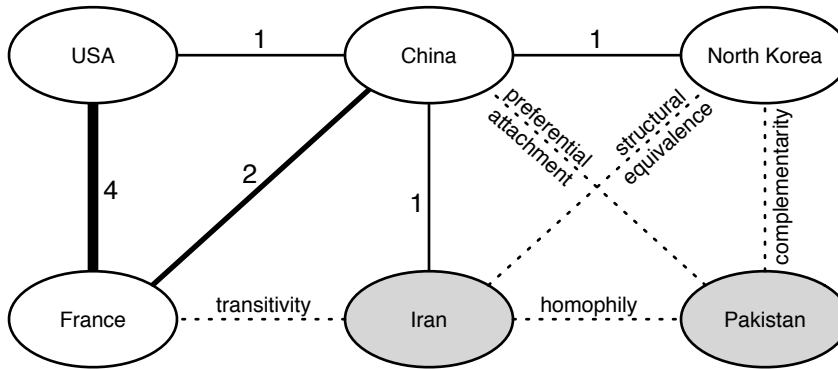 USA
1
China
1
North Korea
preferential
attachment
structural
equivalence
complementarity
4
2
1
France
transitivity
Iran
homophily
Pakistan